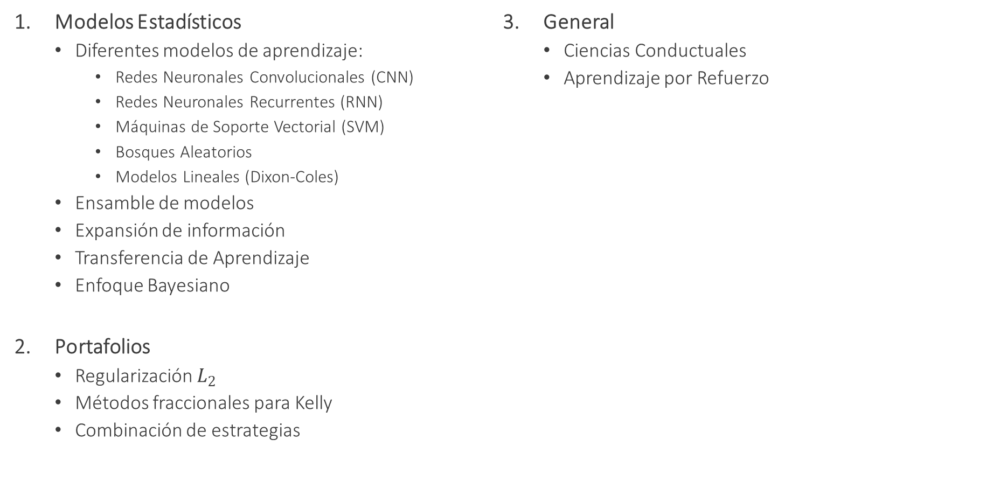 1. Modelos Estadísticos
• Diferentes modelos de aprendizaje:
• Redes Neuronales Convolucionales (CNN)
• Redes Neuronales Recurrentes (RNN)
• Máquinas de Soporte Vectorial (SVM)
• Bosques Aleatorios
• Modelos Lineales (Dixon-Coles)
• Ensamble de modelos
• Expansión de información
• Transferencia de Aprendizaje
• Enfoque Bayesiano
2. Portafolios
• Regularización L₂
• Métodos fraccionales para Kelly
• Combinación de estrategias
3. General
• Ciencias Conductuales
• Aprendizaje por Refuerzo